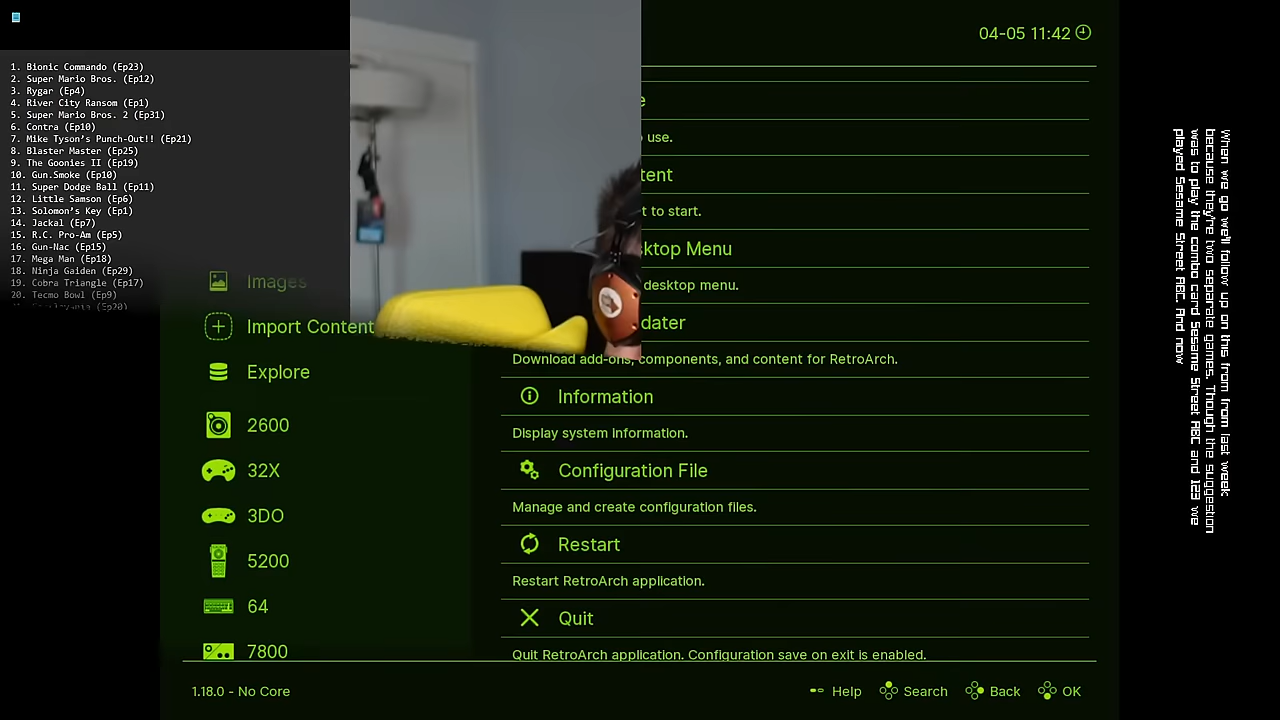 1. Bionic Commando (Ep23)
2. Super Mario Bros. (Ep12)
3. Rygar (Ep4)
4. River City Ransom (Ep1)
5. Super Mario Bros. 2 (Ep31)
6. Contra (Ep10)
7. Mike Tyson's Punch-Out!! (Ep21)
8. Blaster Master (Ep25)
9. The Goonies II (Ep19)
10. Gun.Smoke (Ep10)
11. Super Dodge Ball (Ep11)
12. Little Samson (Ep6)
13. Solomon's Key (Ep1)
14. Jackal (Ep7)
15. R.C. Pro-Am (Ep5)
16. Gun-Nac (Ep15)
17. Mega Man (Ep18)
18. Ninja Gaiden (Ep29)
19. Cobra Triangle (Ep17)
20. Tecmo Bowl (Ep9)
Images
Import Content
Explore
2600
32X
3DO
5200
64
7800
04-05 11:42
e
use.
tent
t to start.
sktop Menu
desktop menu.
dater
Download add-ons, components, and content for RetroArch.
Information
Display system information.
Configuration File
Manage and create configuration files.
Restart
Restart RetroArch application.
Quit
Quit RetroArch application. Configuration save on exit is enabled.
1.18.0 - No Core
Help
Search
Back
OK
When we go we'll follow up on this from from last week
because they're two separate games. Though the suggestion
was to play the combo card Sesame Street ABC and 123 we
played Sesame Street ABC. And now